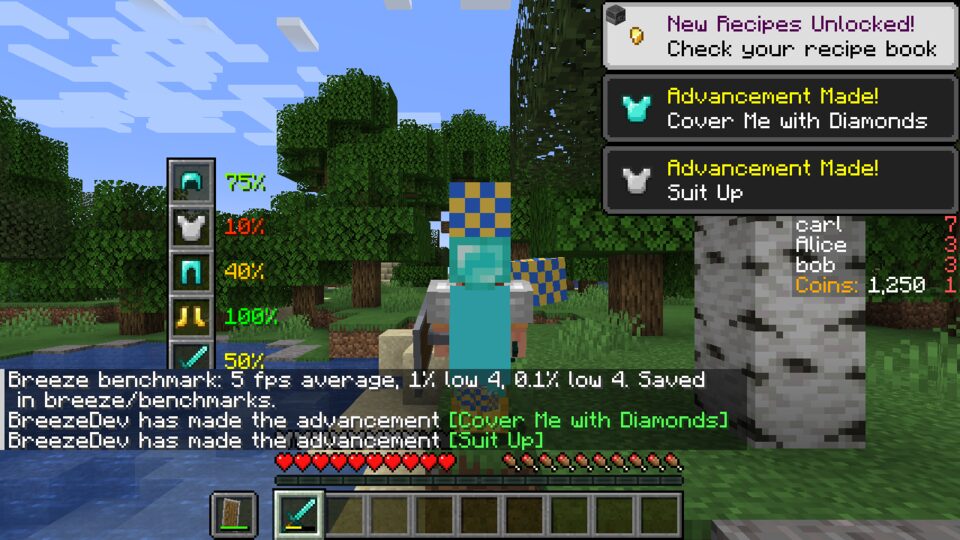 New Recipes Unlocked!
Check your recipe book
Advancement Made!
Cover Me with Diamonds
Advancement Made!
Suit Up
75%
10%
40%
100%
50%
carl 7
Alice 3
bob 3
Coins: 1,250 1
Breeze benchmark: 5 fps average, 1% low 4, 0.1% low 4. Saved
in breeze/benchmarks.
BreezeDev has made the advancement [Cover Me with Diamonds]
BreezeDev has made the advancement [Suit Up]